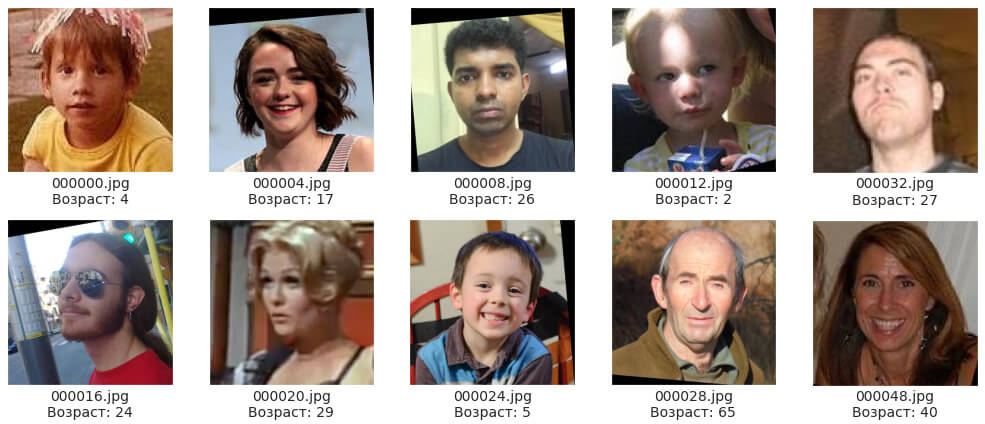 000000.jpg
Возраст: 4
000004.jpg
Возраст: 17
000008.jpg
Возраст: 26
000012.jpg
Возраст: 2
000032.jpg
Возраст: 27
000016.jpg
Возраст: 24
000020.jpg
Возраст: 29
000024.jpg
Возраст: 5
000028.jpg
Возраст: 65
000048.jpg
Возраст: 40